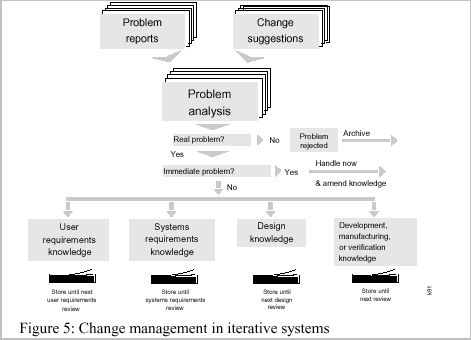 Problem
reports
Change
suggestions
Problem
analysis
Real problem?
No
Problem
rejected
Archive
Yes
Immediate problem?
Yes
Handle now
& amend knowledge
No
User
requirements
knowledge
Systems
requirements
knowledge
Design
knowledge
Development,
manufacturing,
or verification
knowledge
Store until next
user requirements
review
Store until
systems requirements
review
Store until
next design
review
Store until
next review
k91
Figure 5: Change management in iterative systems